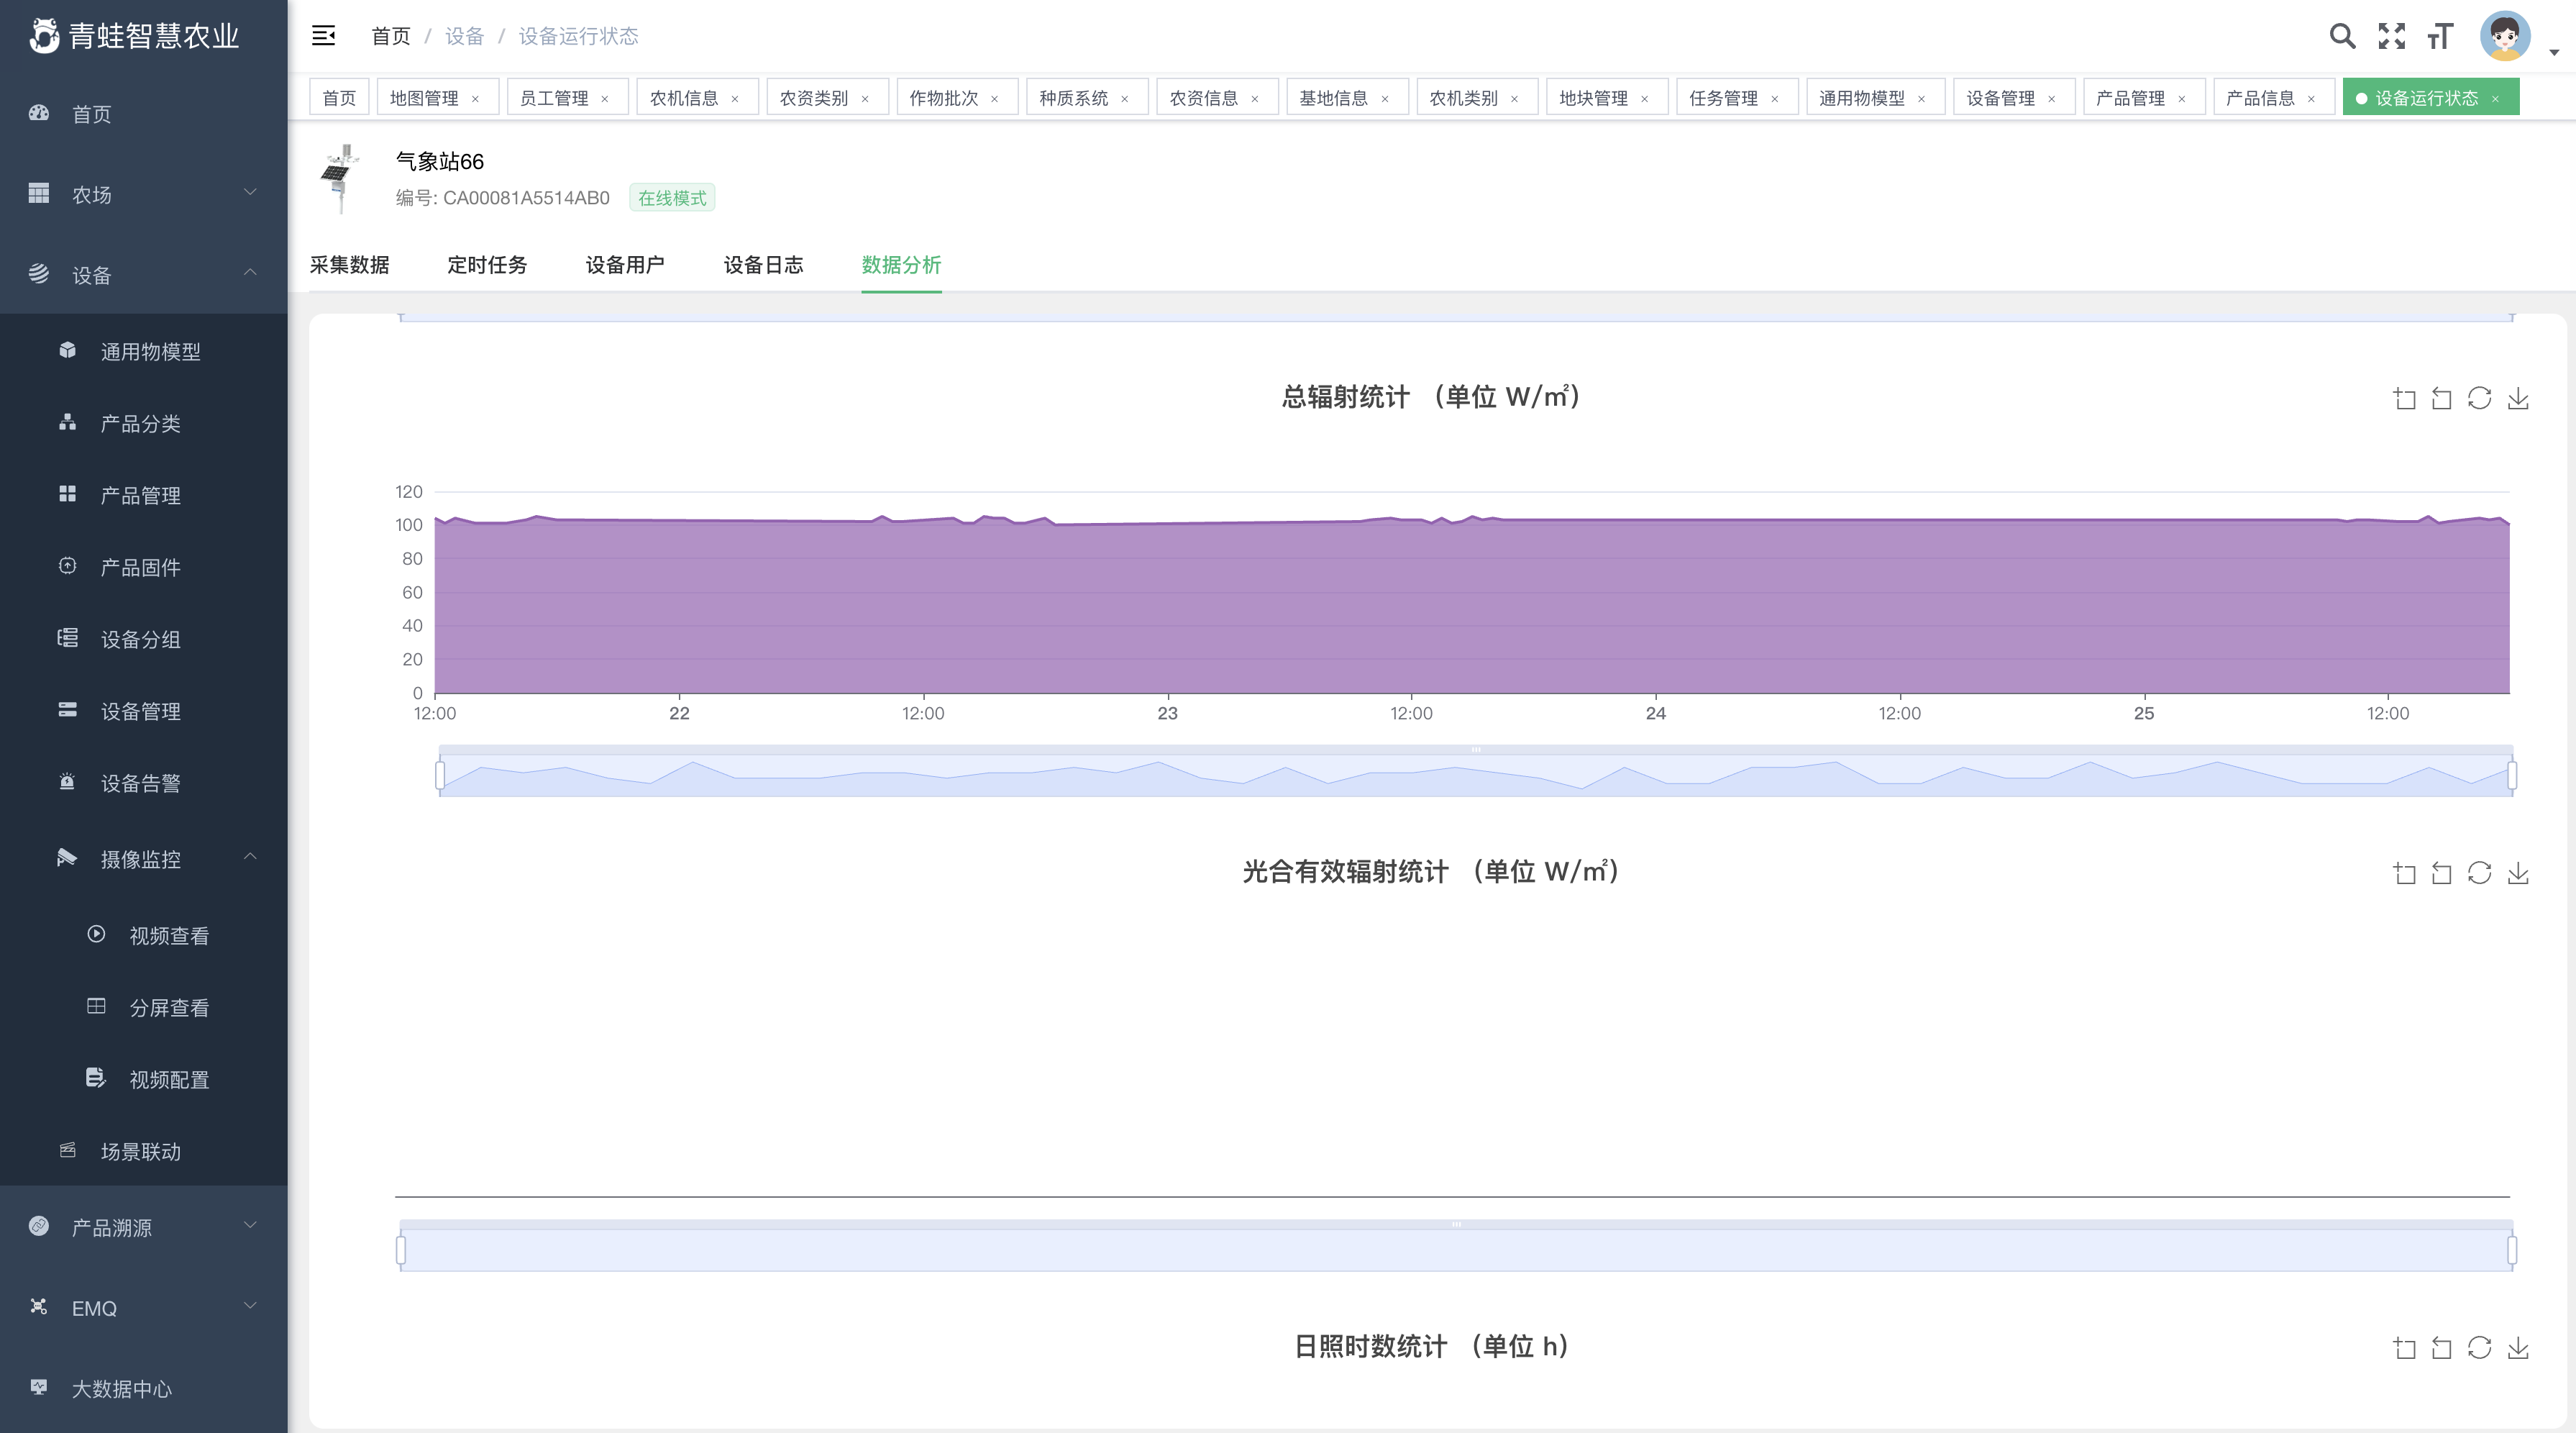 青蛙智慧农业
首页
农场
设备
通用物模型
产品分类
产品管理
产品固件
设备分组
设备管理
设备告警
摄像监控
视频查看
分屏查看
视频配置
场景联动
产品溯源
EMQ
大数据中心
首页 / 设备 / 设备运行状态
首页 地图管理 × 员工管理 × 农机信息 × 农资类别 × 作物批次 × 种质系统 × 农资信息 × 基地信息 × 农机类别 × 地块管理 × 任务管理 × 通用物模型 × 设备管理 × 产品管理 × 产品信息 × 设备运行状态 ×
气象站66
编号: CA00081A5514AB0 在线模式
采集数据 定时任务 设备用户 设备日志 数据分析
总辐射统计 （单位 W/㎡）
120
100
80
60
40
20
0
12:00 22 12:00 23 12:00 24 12:00 25 12:00
光合有效辐射统计 （单位 W/㎡）
日照时数统计 （单位 h）